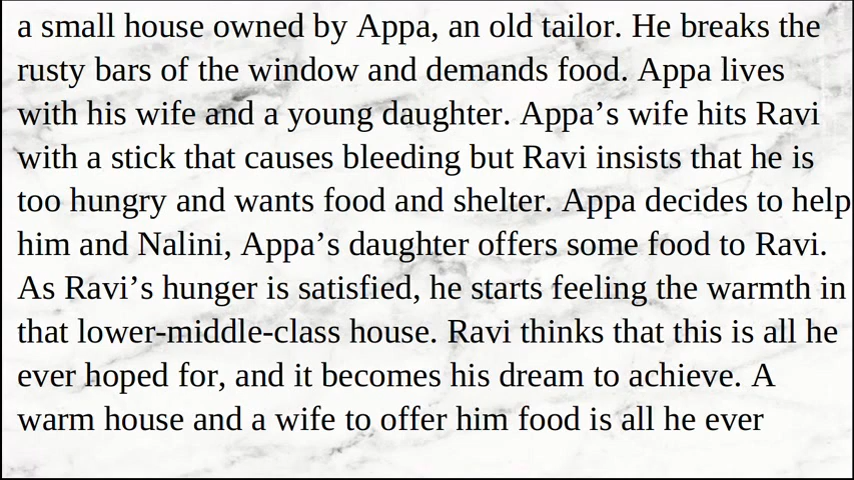 a small house owned by Appa, an old tailor. He breaks the
rusty bars of the window and demands food. Appa lives
with his wife and a young daughter. Appa’s wife hits Ravi
with a stick that causes bleeding but Ravi insists that he is
too hungry and wants food and shelter. Appa decides to help
him and Nalini, Appa’s daughter offers some food to Ravi.
As Ravi’s hunger is satisfied, he starts feeling the warmth in
that lower-middle-class house. Ravi thinks that this is all he
ever hoped for, and it becomes his dream to achieve. A
warm house and a wife to offer him food is all he ever